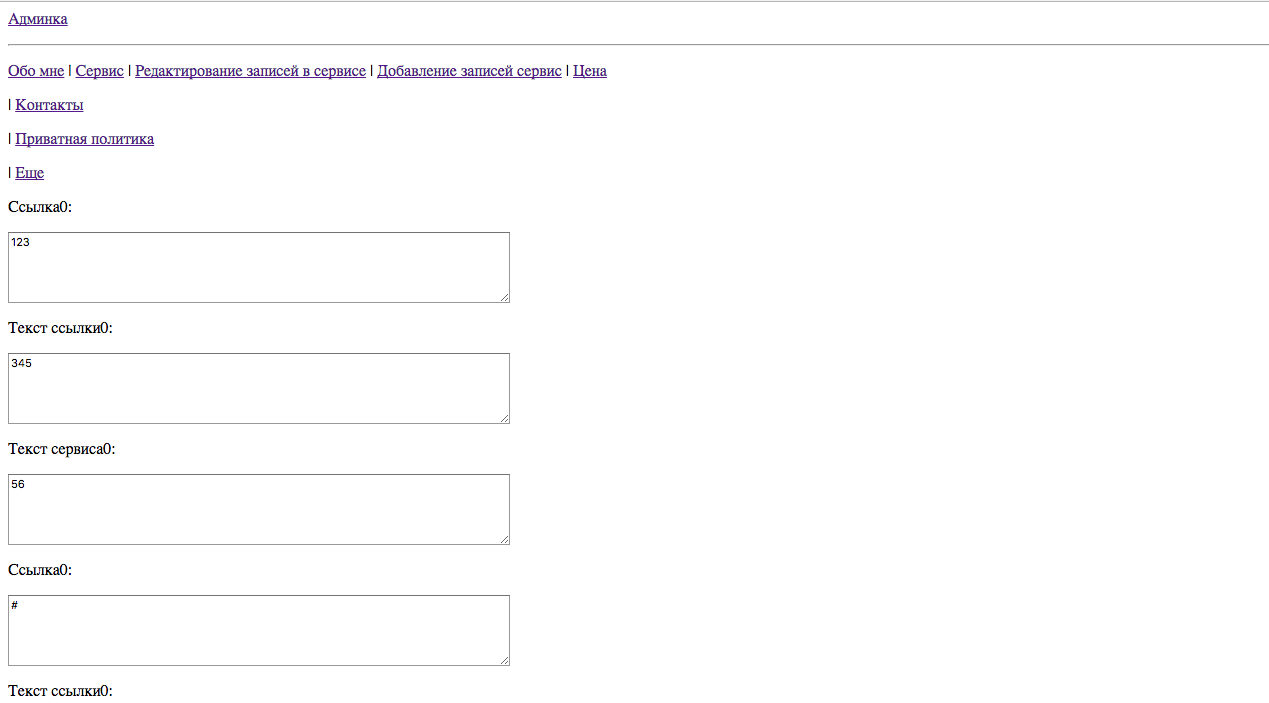 Админка
Обо мне | Сервис | Редактирование записей в сервисе | Добавление записей сервис | Цена
| Контакты
| Приватная политика
| Еще
Ссылка0:
123
Текст ссылки0:
345
Текст сервиса0:
56
Ссылка0:
#
Текст ссылки0: